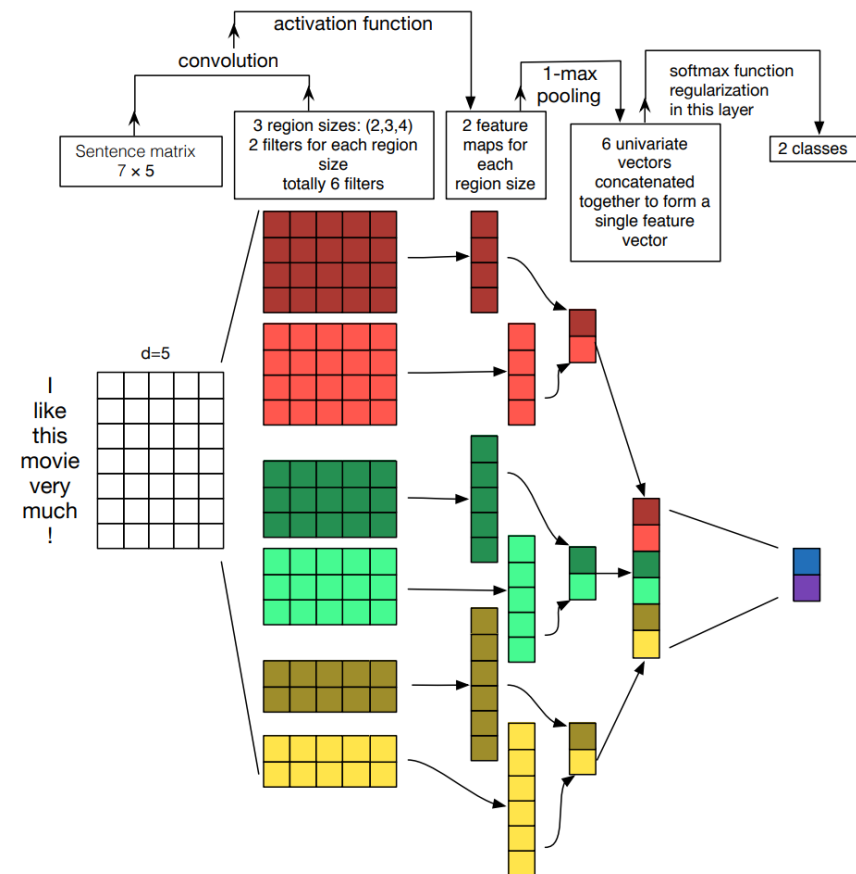 activation function
convolution
1-max
pooling
softmax function
regularization
in this layer
Sentence matrix
7 × 5
3 region sizes: (2,3,4)
2 filters for each region
size
totally 6 filters
2 feature
maps for
each
region size
6 univariate
vectors
concatenated
together to form a
single feature
vector
2 classes
d=5
I
like
this
movie
very
much
!